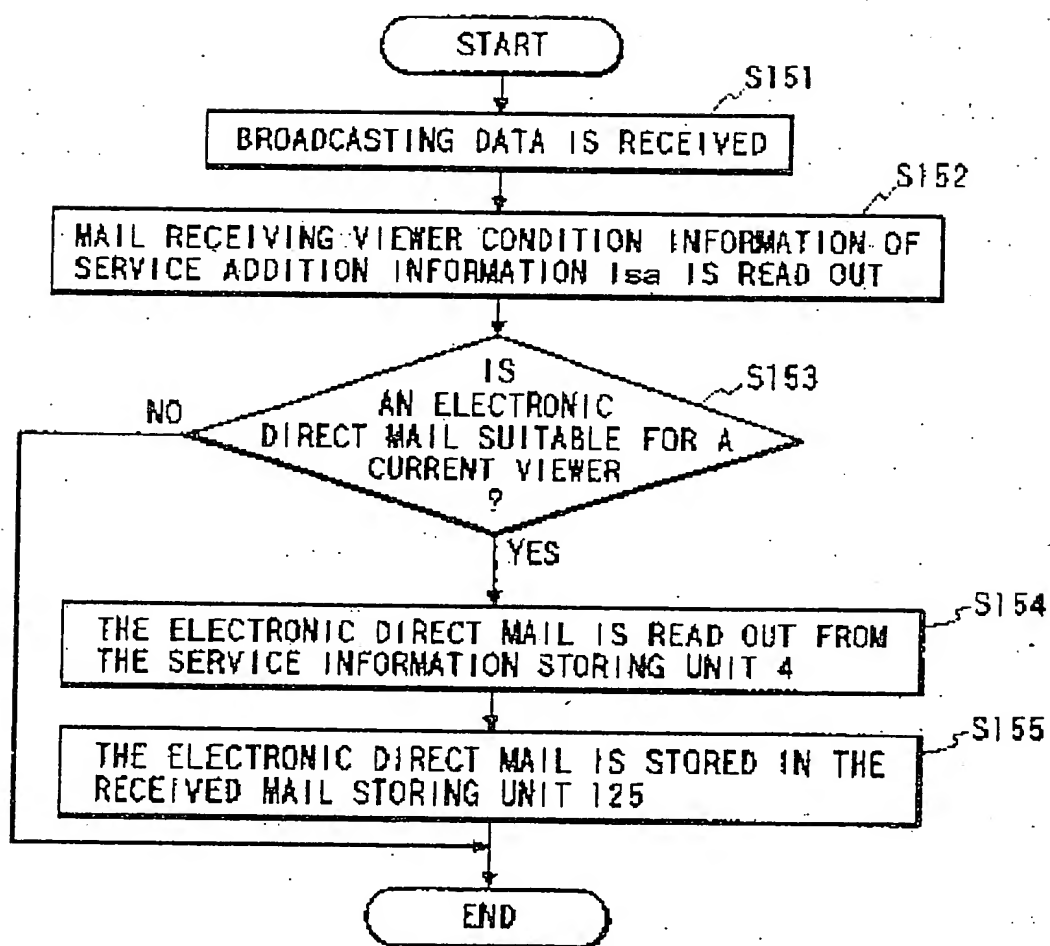 START
S151
BROADCASTING DATA IS RECEIVED
S152
MAIL RECEIVING VIEWER CONDITION INFORMATION OF
SERVICE ADDITION INFORMATION Isa IS READ OUT
S153
IS
AN ELECTRONIC
DIRECT MAIL SUITABLE FOR A
CURRENT VIEWER
?
NO
YES
S154
THE ELECTRONIC DIRECT MAIL IS READ OUT FROM
THE SERVICE INFORMATION STORING UNIT 4
S155
THE ELECTRONIC DIRECT MAIL IS STORED IN THE
RECEIVED MAIL STORING UNIT 125
END